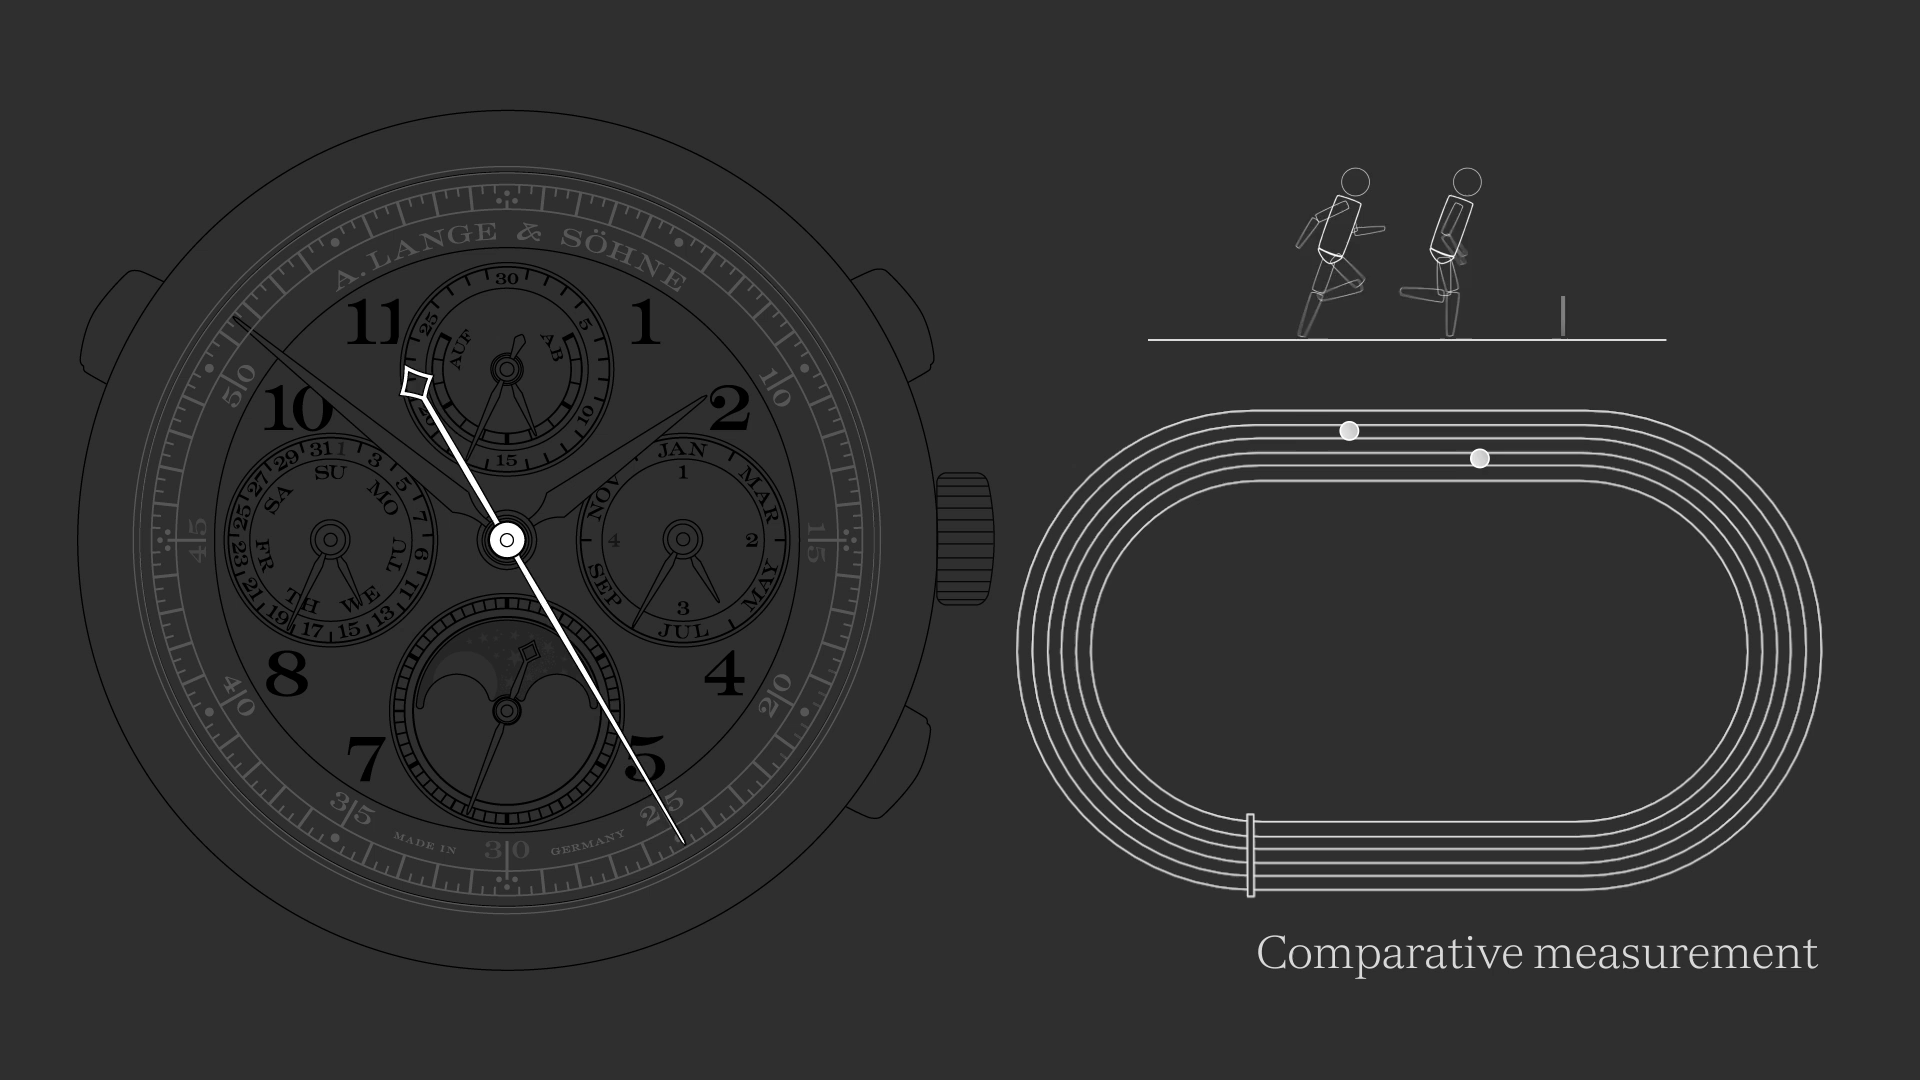 A. LANGE & SÖHNE
11
1
30
5
10
15
20
25
AUF
AB
10
2
50
10
31
1
3
5
7
9
11
13
15
17
19
21
23
25
27
29
SU
MO
TU
WE
TH
FR
SA
JAN
MAR
MAY
JUL
SEP
NOV
1
2
3
4
45
15
8
4
40
20
7
5
35
25
MADE IN
30
GERMANY
Comparative measurement